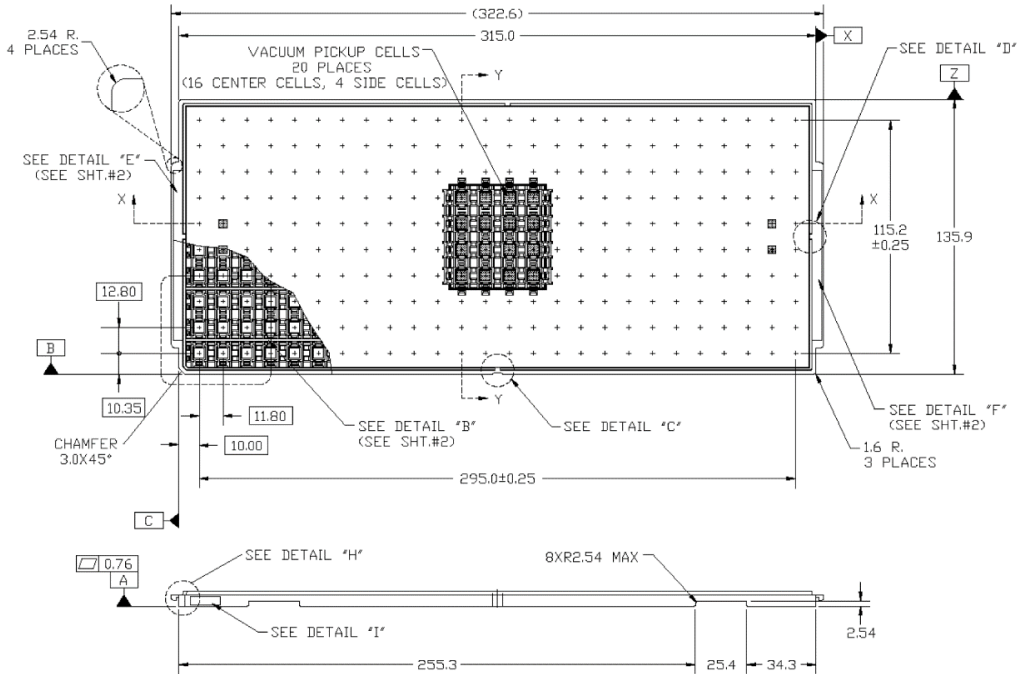 (322.6)
2.54 R.
4 PLACES
315.0
X
SEE DETAIL "D"
VACUUM PICKUP CELLS
20 PLACES
(16 CENTER CELLS, 4 SIDE CELLS)
Y
Z
SEE DETAIL "E"
(SEE SHT.#2)
X
X
115.2
±0.25
135.9
12.80
B
10.35
11.80
10.00
CHAMFER
3.0X45°
SEE DETAIL "B"
(SEE SHT.#2)
Y
SEE DETAIL "C"
SEE DETAIL "F"
(SEE SHT.#2)
1.6 R.
3 PLACES
295.0±0.25
C
SEE DETAIL "H"
8XR2.54 MAX
0.76
A
SEE DETAIL "I"
2.54
255.3
25.4
34.3